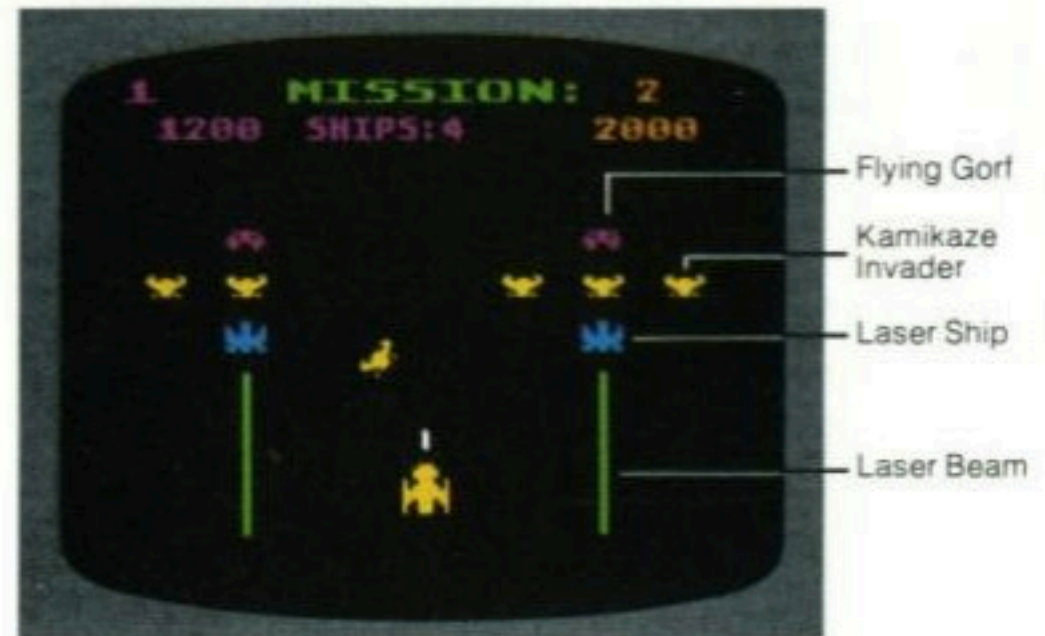 1 MISSION: 2
1200 SHIPS:4 2000
Flying Gorf
Kamikaze
Invader
Laser Ship
Laser Beam